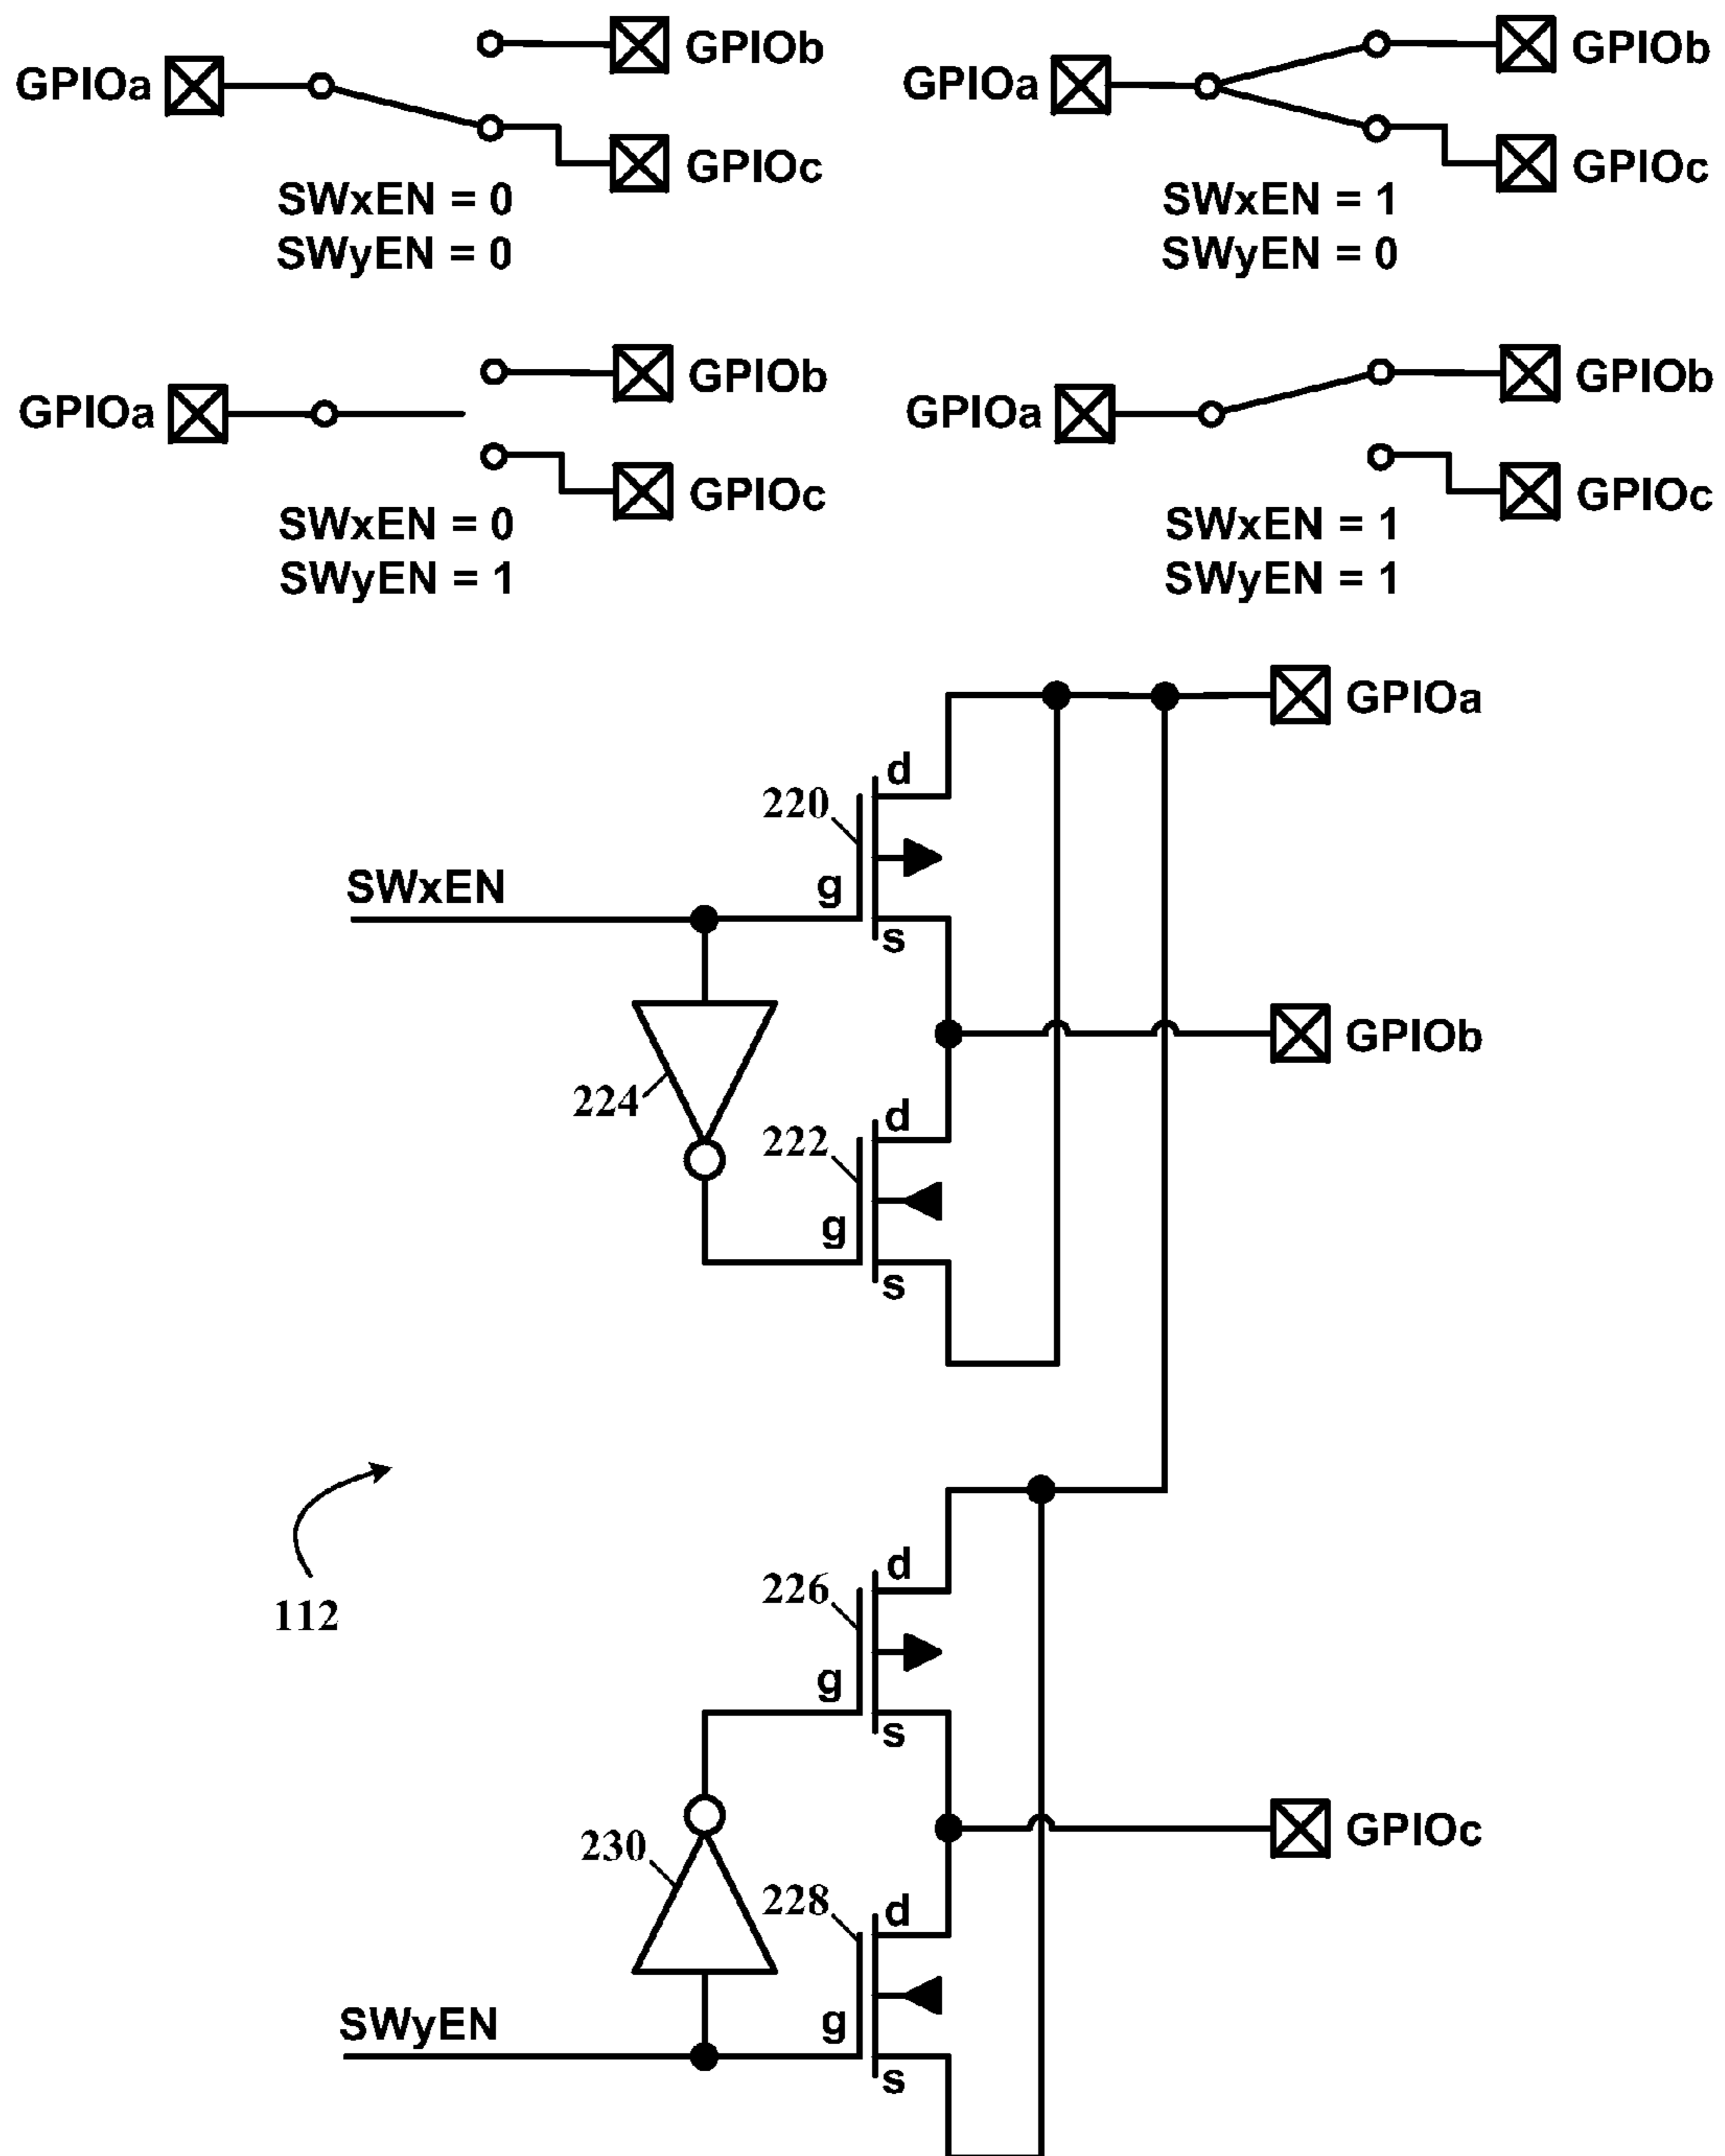 GPIOa
GPIOb
GPIOc
SWxEN = 0
SWyEN = 0
GPIOa
GPIOb
GPIOc
SWxEN = 1
SWyEN = 0
GPIOa
GPIOb
GPIOc
SWxEN = 0
SWyEN = 1
GPIOa
GPIOb
GPIOc
SWxEN = 1
SWyEN = 1
GPIOa
d
220
g
SWxEN
s
GPIOb
224
222
d
g
s
112
d
226
g
s
GPIOc
230
228
d
g
SWyEN
s